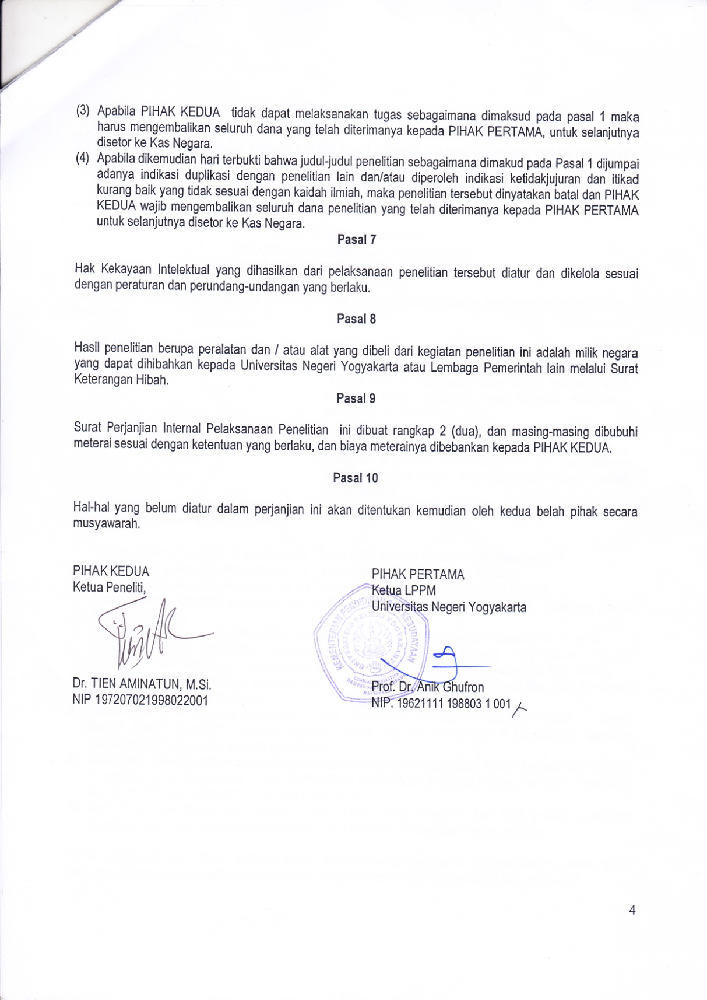 (3) Apabila PIHAK KEDUA tidak dapat melaksanakan tugas sebagaimana dimaksud pada pasal 1 maka
harus mengembalikan seluruh dana yang telah diterimanya kepada PIHAK PERTAMA, untuk selanjutnya
disetor ke Kas Negara.
(4) Apabila dikemudian hari terbukti bahwa judul-judul penelitian sebagaimana dimakud pada Pasal 1 dijumpai
adanya indikasi duplikasi dengan penelitian lain dan/atau diperoleh indikasi ketidakjujuran dan itikad
kurang baik yang tidak sesuai dengan kaidah ilmiah, maka penelitian tersebut dinyatakan batal dan PIHAK
KEDUA wajib mengembalikan seluruh dana penelitian yang telah diterimanya kepada PIHAK PERTAMA
untuk selanjutnya disetor ke Kas Negara.
Pasal 7
Hak Kekayaan Intelektual yang dihasilkan dari pelaksanaan penelitian tersebut diatur dan dikelola sesuai
dengan peraturan dan perundang-undangan yang berlaku.
Pasal 8
Hasil penelitian berupa peralatan dan / atau alat yang dibeli dari kegiatan penelitian ini adalah milik negara
yang dapat dihibahkan kepada Universitas Negeri Yogyakarta atau Lembaga Pemerintah lain melalui Surat
Keterangan Hibah.
Pasal 9
Surat Perjanjian Internal Pelaksanaan Penelitian ini dibuat rangkap 2 (dua), dan masing-masing dibubuhi
meterai sesuai dengan ketentuan yang berlaku, dan biaya meterainya dibebankan kepada PIHAK KEDUA.
Pasal 10
Hal-hal yang belum diatur dalam perjanjian ini akan ditentukan kemudian oleh kedua belah pihak secara
musyawarah.
PIHAK KEDUA
Ketua Peneliti,
Dr. TIEN AMINATUN, M.Si.
NIP 197207021998022001
PIHAK PERTAMA
Ketua LPPM
Universitas Negeri Yogyakarta
KEMENTERIAN PENDIDIKAN DAN KEBUDAYAAN
UNIVERSITAS NEGERI YOGYAKARTA
Prof. Dr. Anik Ghufron
NIP. 19621111 198803 1 001
4